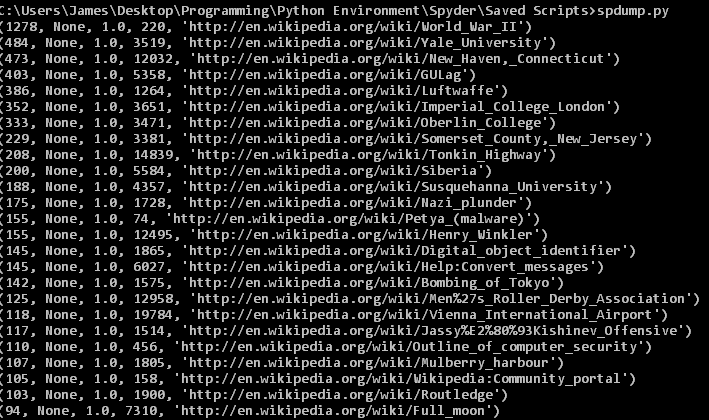 C:\Users\James\Desktop\Programming\Python Environment\Spyder\Saved Scripts>spdump.py
(1278, None, 1.0, 220, 'http://en.wikipedia.org/wiki/World_War_II')
(484, None, 1.0, 3519, 'http://en.wikipedia.org/wiki/Yale_University')
(473, None, 1.0, 12032, 'http://en.wikipedia.org/wiki/New_Haven,_Connecticut')
(403, None, 1.0, 5358, 'http://en.wikipedia.org/wiki/GULag')
(386, None, 1.0, 1264, 'http://en.wikipedia.org/wiki/Luftwaffe')
(352, None, 1.0, 3651, 'http://en.wikipedia.org/wiki/Imperial_College_London')
(333, None, 1.0, 3471, 'http://en.wikipedia.org/wiki/Oberlin_College')
(229, None, 1.0, 3381, 'http://en.wikipedia.org/wiki/Somerset_County,_New_Jersey')
(208, None, 1.0, 14839, 'http://en.wikipedia.org/wiki/Tonkin_Highway')
(200, None, 1.0, 5584, 'http://en.wikipedia.org/wiki/Siberia')
(188, None, 1.0, 4357, 'http://en.wikipedia.org/wiki/Susquehanna_University')
(175, None, 1.0, 1728, 'http://en.wikipedia.org/wiki/Nazi_plunder')
(155, None, 1.0, 74, 'http://en.wikipedia.org/wiki/Petya_(malware)')
(155, None, 1.0, 12495, 'http://en.wikipedia.org/wiki/Henry_Winkler')
(145, None, 1.0, 1865, 'http://en.wikipedia.org/wiki/Digital_object_identifier')
(145, None, 1.0, 6027, 'http://en.wikipedia.org/wiki/Help:Convert_messages')
(142, None, 1.0, 1575, 'http://en.wikipedia.org/wiki/Bombing_of_Tokyo')
(125, None, 1.0, 12958, 'http://en.wikipedia.org/wiki/Men%27s_Roller_Derby_Association')
(118, None, 1.0, 19784, 'http://en.wikipedia.org/wiki/Vienna_International_Airport')
(117, None, 1.0, 1514, 'http://en.wikipedia.org/wiki/Jassy%E2%80%93Kishinev_Offensive')
(110, None, 1.0, 456, 'http://en.wikipedia.org/wiki/Outline_of_computer_security')
(107, None, 1.0, 1805, 'http://en.wikipedia.org/wiki/Mulberry_harbour')
(105, None, 1.0, 158, 'http://en.wikipedia.org/wiki/Wikipedia:Community_portal')
(103, None, 1.0, 1900, 'http://en.wikipedia.org/wiki/Routledge')
(94, None, 1.0, 7310, 'http://en.wikipedia.org/wiki/Full_moon')